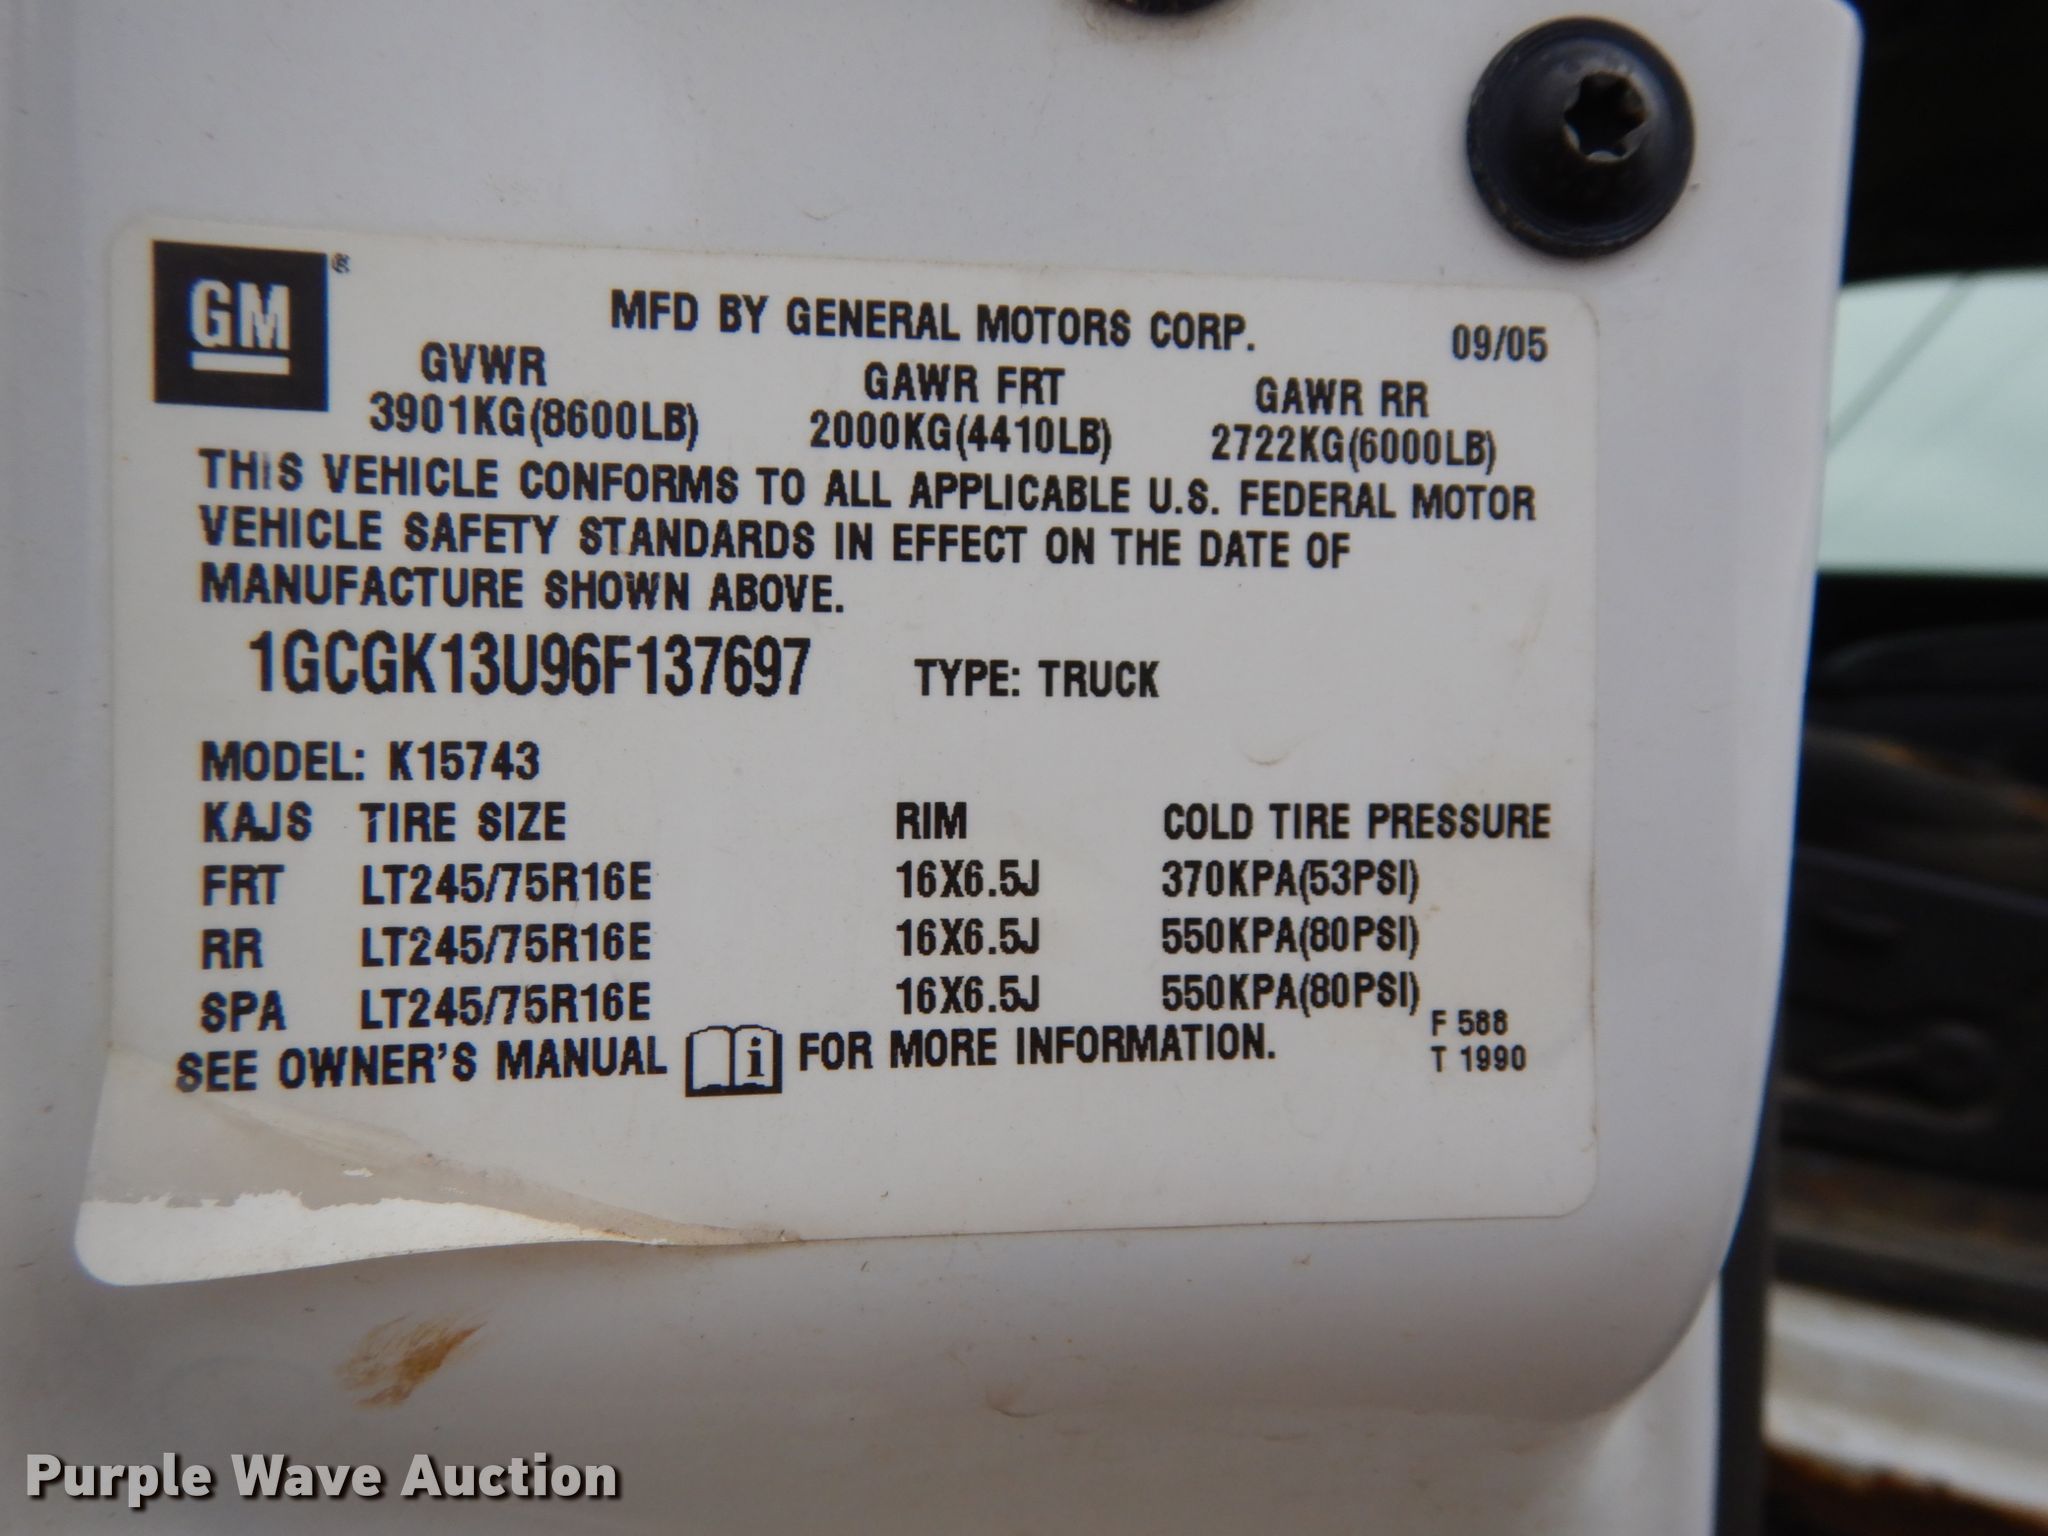 GM ®
MFD BY GENERAL MOTORS CORP. 09/05
GVWR GAWR FRT GAWR RR
3901KG(8600LB) 2000KG(4410LB) 2722KG(6000LB)
THIS VEHICLE CONFORMS TO ALL APPLICABLE U.S. FEDERAL MOTOR
VEHICLE SAFETY STANDARDS IN EFFECT ON THE DATE OF
MANUFACTURE SHOWN ABOVE.
1GCGK13U96F137697 TYPE: TRUCK
MODEL: K15743
KAJS TIRE SIZE RIM COLD TIRE PRESSURE
FRT LT245/75R16E 16X6.5J 370KPA(53PSI)
RR LT245/75R16E 16X6.5J 550KPA(80PSI)
SPA LT245/75R16E 16X6.5J 550KPA(80PSI)
SEE OWNER'S MANUAL i FOR MORE INFORMATION.
F 588
T 1990
Purple Wave Auction